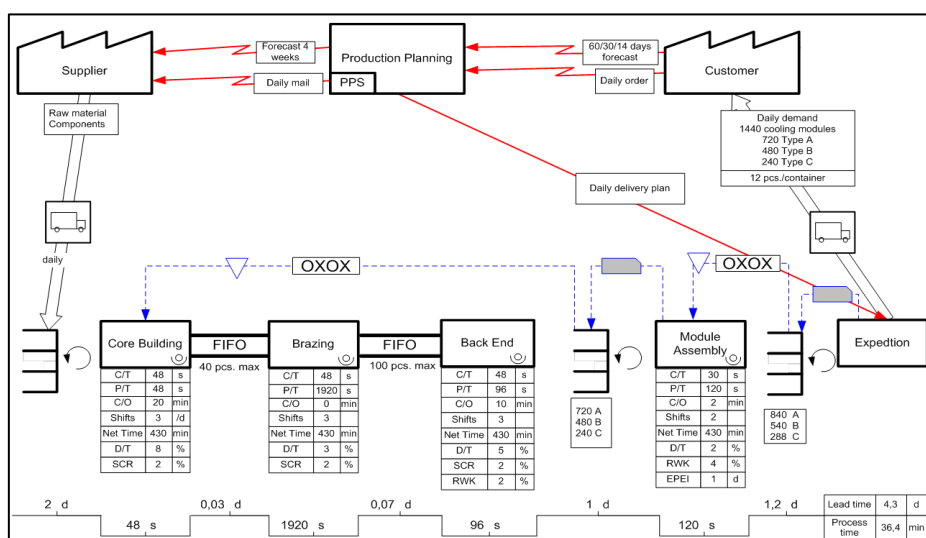 Supplier
Forecast 4
weeks
Daily mail
Production Planning
PPS
60/30/14 days
forecast
Daily order
Customer
Raw material
Components
Daily demand
1440 cooling modules
720 Type A
480 Type B
240 Type C
12 pcs./container
Daily delivery plan
daily
OXOX
OXOX
Core Building
FIFO
40 pcs. max
Brazing
FIFO
100 pcs. max
Back End
Module
Assembly
Expedtion
C/T 48 s
P/T 48 s
C/O 20 min
Shifts 3 /d
Net Time 430 min
D/T 8 %
SCR 2 %
C/T 48 s
P/T 1920 s
C/O 0 min
Shifts 3
Net Time 430 min
D/T 3 %
SCR 2 %
C/T 48 s
P/T 96 s
C/O 10 min
Shifts 3
Net Time 430 min
D/T 5 %
SCR 2 %
RWK 2 %
720 A
480 B
240 C
C/T 30 s
P/T 120 s
C/O 2 min
Shifts 2
Net Time 430 min
D/T 2 %
RWK 4 %
EPEI 1 d
840 A
540 B
288 C
2 d
48 s
0,03 d
1920 s
0,07 d
96 s
1 d
120 s
1,2 d
Lead time 4,3 d
Process
time 36,4 min